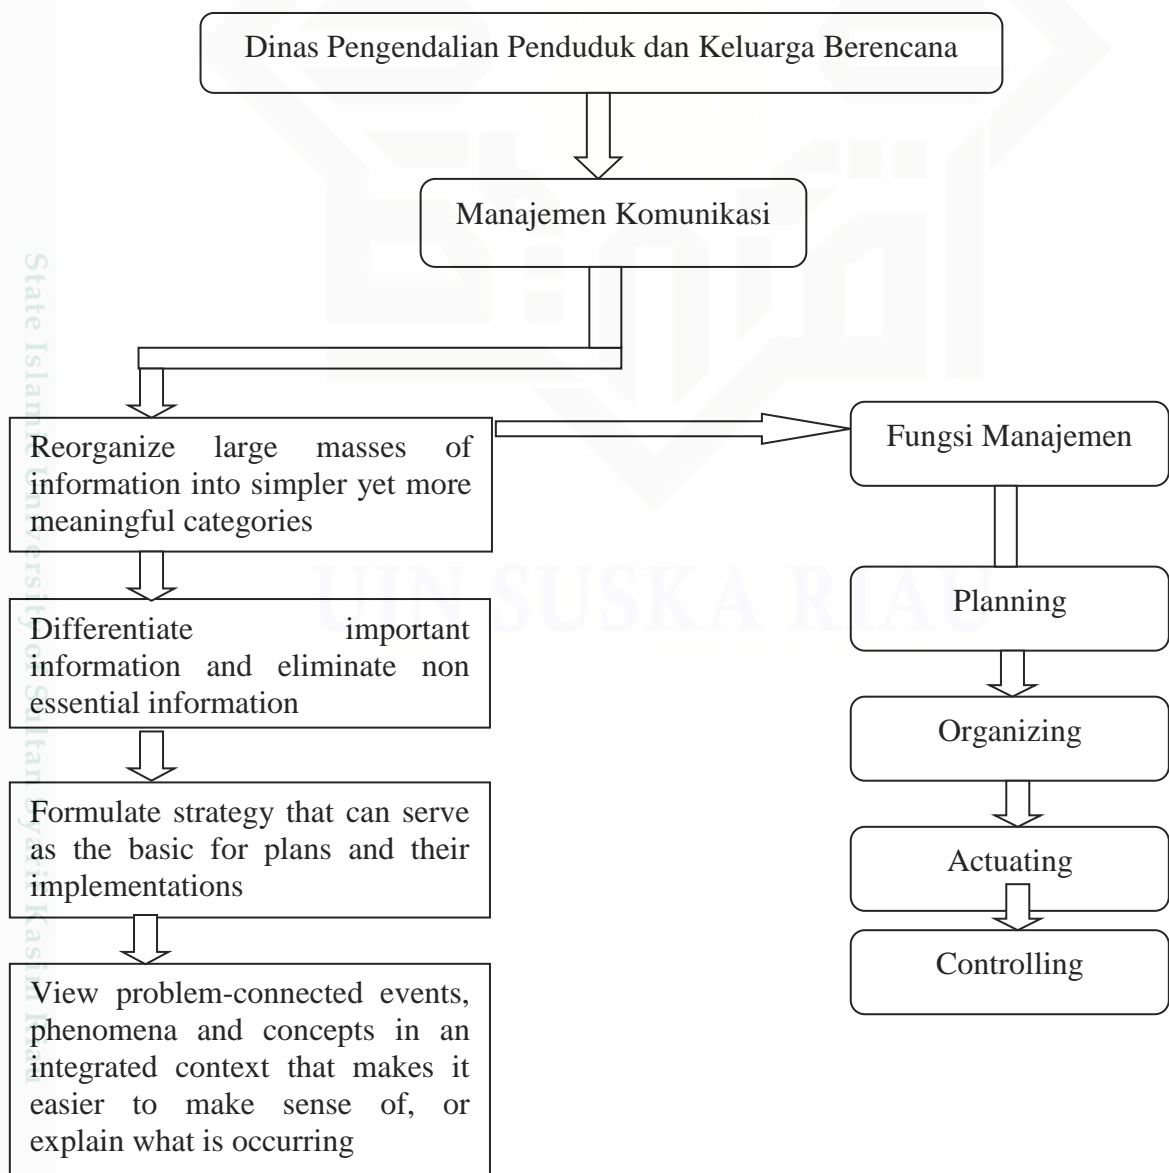 Dinas Pengendalian Penduduk dan Keluarga Berencana
Manajemen Komunikasi
Reorganize large masses of
information into simpler yet more
meaningful categories
Differentiate important
information and eliminate non
essential information
Formulate strategy that can serve
as the basic for plans and their
implementations
View problem-connected events,
phenomena and concepts in an
integrated context that makes it
easier to make sense of, or
explain what is occurring
Fungsi Manajemen
Planning
Organizing
Actuating
Controlling
State Islamic University of Sultan Syarif Kasim Riau
UIN SUSKA RIAU